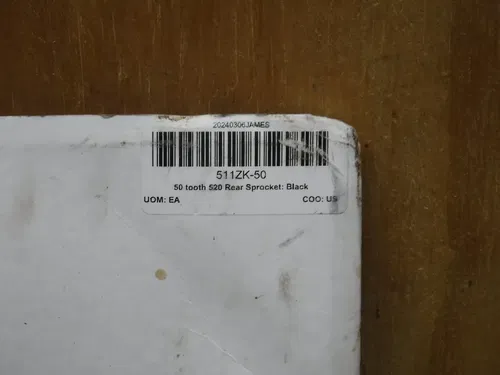 20240306JAMES
511ZK-50
50 tooth 520 Rear Sprocket: Black
UOM: EA COO: US